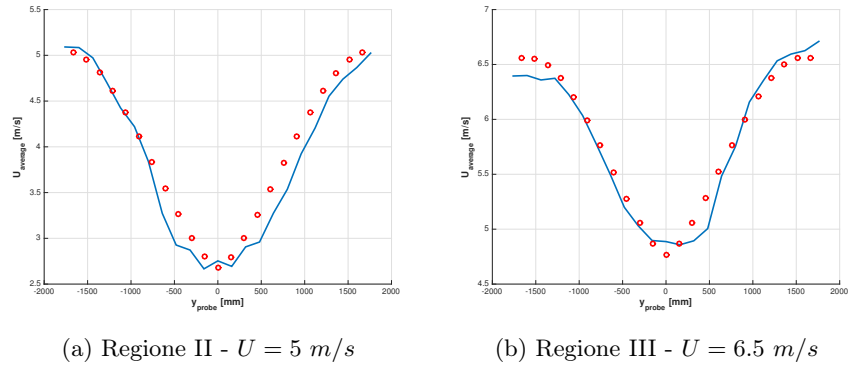 5.5
5
4.5
4
3.5
3
2.5
U_average [m/s]
-2000 -1500 -1000 -500 0 500 1000 1500 2000
y_probe [mm]
(a) Regione II - U = 5 m/s
7
6.5
6
5.5
5
4.5
U_average [m/s]
-2000 -1500 -1000 -500 0 500 1000 1500 2000
y_probe [mm]
(b) Regione III - U = 6.5 m/s